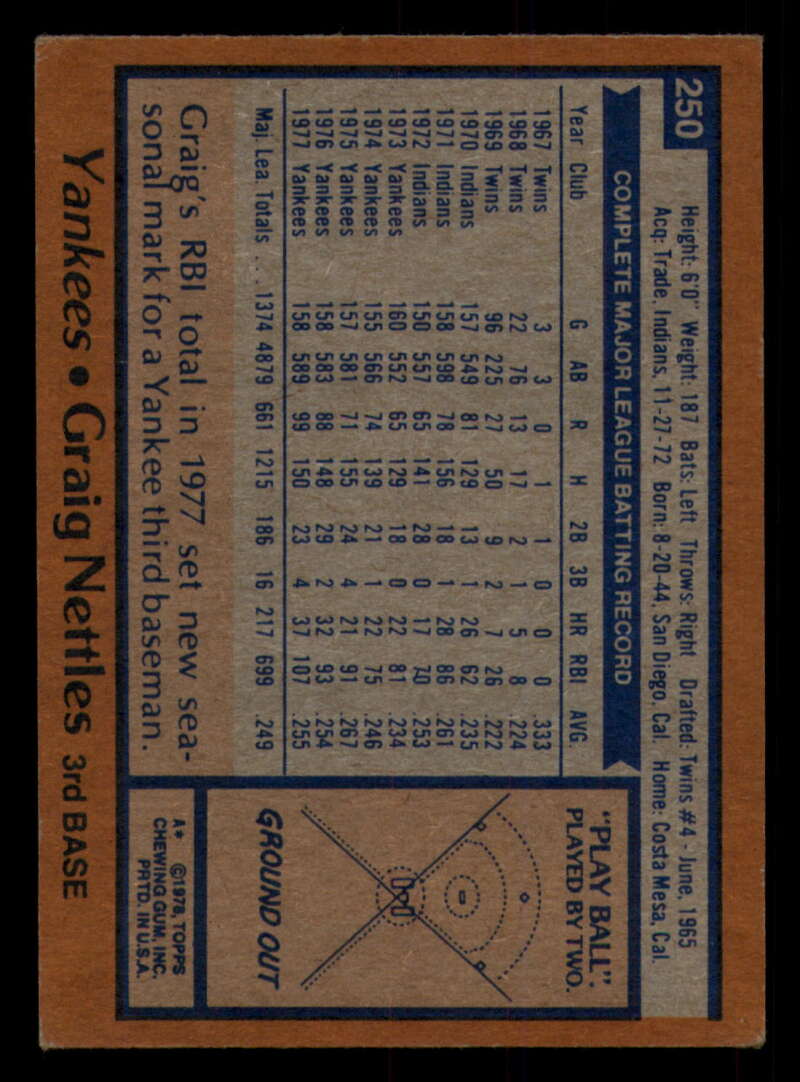 250
Height: 6'0" Weight: 187 Bats: Left Throws: Right Drafted: Twins #4 - June, 1965
Acq: Trade, Indians, 11-27-72 Born: 8-20-44, San Diego, Cal. Home: Costa Mesa, Cal.
COMPLETE MAJOR LEAGUE BATTING RECORD
Year Club G AB R H 2B 3B HR RBI AVG.
1967 Twins 3 3 0 1 1 0 0 0 .333
1968 Twins 22 76 13 17 2 1 5 8 .224
1969 Twins 96 225 27 50 9 2 7 26 .222
1970 Indians 157 549 81 129 13 1 26 62 .235
1971 Indians 158 598 78 156 18 1 28 86 .261
1972 Indians 150 557 65 141 28 0 17 70 .253
1973 Yankees 160 552 65 129 18 0 22 81 .234
1974 Yankees 155 566 74 139 21 1 22 75 .246
1975 Yankees 157 581 71 155 24 4 21 91 .267
1976 Yankees 158 583 88 148 29 2 32 93 .254
1977 Yankees 158 589 99 150 23 4 37 107 .255
Maj. Lea. Totals ... 1374 4879 661 1215 186 16 217 699 .249
Graig's RBI total in 1977 set new sea-
sonal mark for a Yankee third baseman.
"PLAY BALL".
PLAYED BY TWO.
GROUND OUT
A* ©1978, TOPPS
CHEWING GUM, INC.
PRTD. IN U.S.A.
Yankees • Graig Nettles 3rd BASE